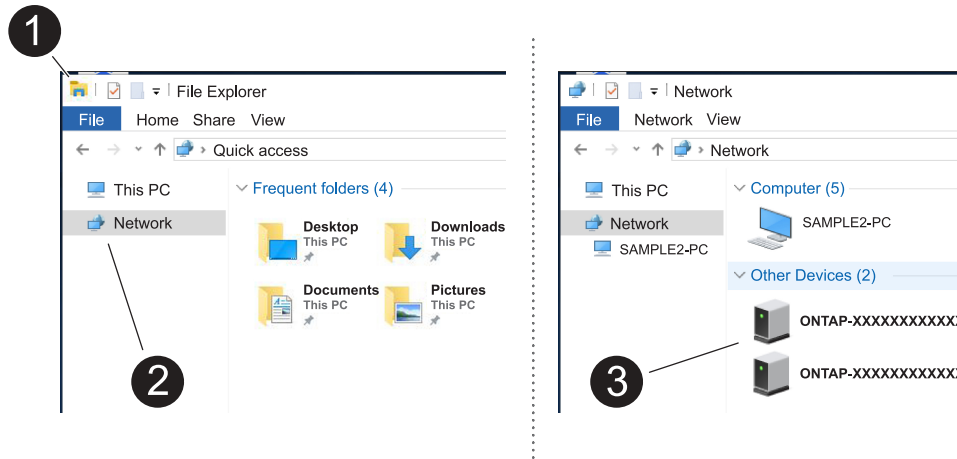 1
File Explorer
File Home Share View
Quick access
This PC
Network
Frequent folders (4)
Desktop
This PC
Downloads
This PC
Documents
This PC
Pictures
This PC
2
Network
File Network View
Network
This PC
Network
SAMPLE2-PC
Computer (5)
SAMPLE2-PC
Other Devices (2)
ONTAP-XXXXXXXXXXX
ONTAP-XXXXXXXXXXX
3